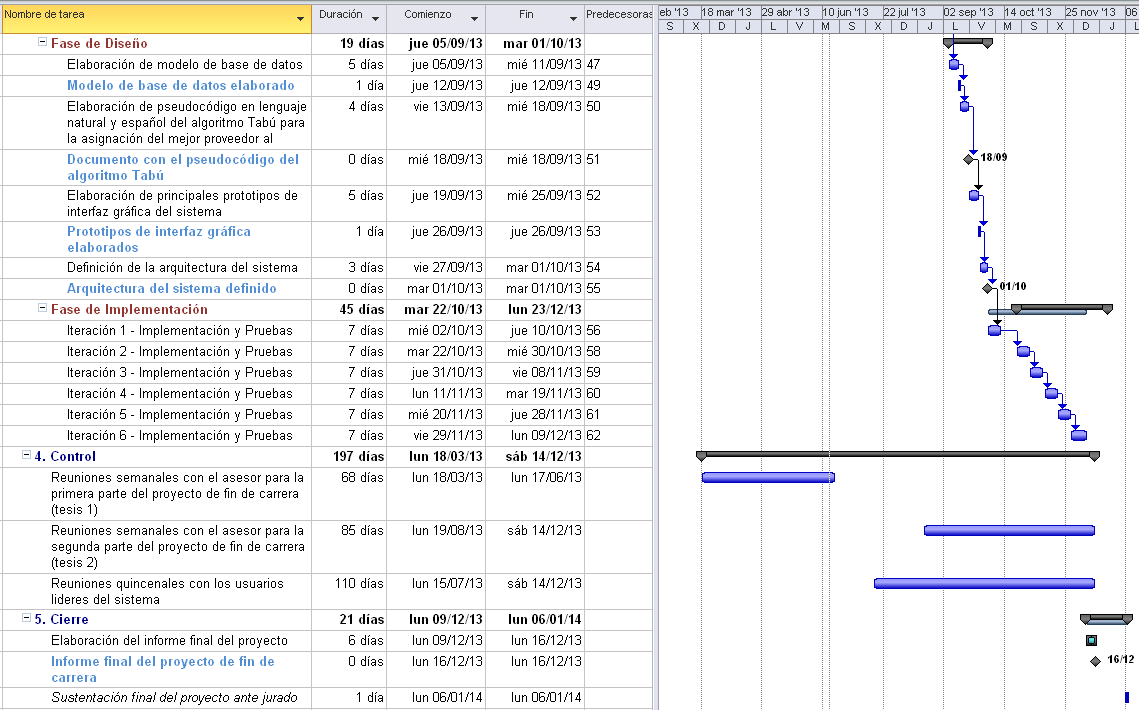 Nombre de tarea Duración Comienzo Fin Predecesoras
eb '13 18 mar '13 29 abr '13 10 jun '13 22 jul '13 02 sep '13 14 oct '13 25 nov '13 06
S X D J L V M S X D J L V M S X D J L
Fase de Diseño 19 días jue 05/09/13 mar 01/10/13
Elaboración de modelo de base de datos 5 días jue 05/09/13 mié 11/09/13 47
Modelo de base de datos elaborado 1 día jue 12/09/13 jue 12/09/13 49
Elaboración de pseudocódigo en lenguaje 4 días vie 13/09/13 mié 18/09/13 50
natural y español del algoritmo Tabú para
la asignación del mejor proveedor al
Documento con el pseudocódigo del 0 días mié 18/09/13 mié 18/09/13 51 18/09
algoritmo Tabú
Elaboración de principales prototipos de 5 días jue 19/09/13 mié 25/09/13 52
interfaz gráfica del sistema
Prototipos de interfaz gráfica 1 día jue 26/09/13 jue 26/09/13 53
elaborados
Definición de la arquitectura del sistema 3 días vie 27/09/13 mar 01/10/13 54
Arquitectura del sistema definido 0 días mar 01/10/13 mar 01/10/13 55 01/10
Fase de Implementación 45 días mar 22/10/13 lun 23/12/13
Iteración 1 - Implementación y Pruebas 7 días mié 02/10/13 jue 10/10/13 56
Iteración 2 - Implementación y Pruebas 7 días mar 22/10/13 mié 30/10/13 58
Iteración 3 - Implementación y Pruebas 7 días jue 31/10/13 vie 08/11/13 59
Iteración 4 - Implementación y Pruebas 7 días lun 11/11/13 mar 19/11/13 60
Iteración 5 - Implementación y Pruebas 7 días mié 20/11/13 jue 28/11/13 61
Iteración 6 - Implementación y Pruebas 7 días vie 29/11/13 lun 09/12/13 62
4. Control 197 días lun 18/03/13 sáb 14/12/13
Reuniones semanales con el asesor para la 68 días lun 18/03/13 lun 17/06/13
primera parte del proyecto de fin de carrera
(tesis 1)
Reuniones semanales con el asesor para la 85 días lun 19/08/13 sáb 14/12/13
segunda parte del proyecto de fin de carrera
(tesis 2)
Reuniones quincenales con los usuarios 110 días lun 15/07/13 sáb 14/12/13
lideres del sistema
5. Cierre 21 días lun 09/12/13 lun 06/01/14
Elaboración del informe final del proyecto 6 días lun 09/12/13 lun 16/12/13
Informe final del proyecto de fin de 0 días lun 16/12/13 lun 16/12/13 16/12
carrera
Sustentación final del proyecto ante jurado 1 día lun 06/01/14 lun 06/01/14